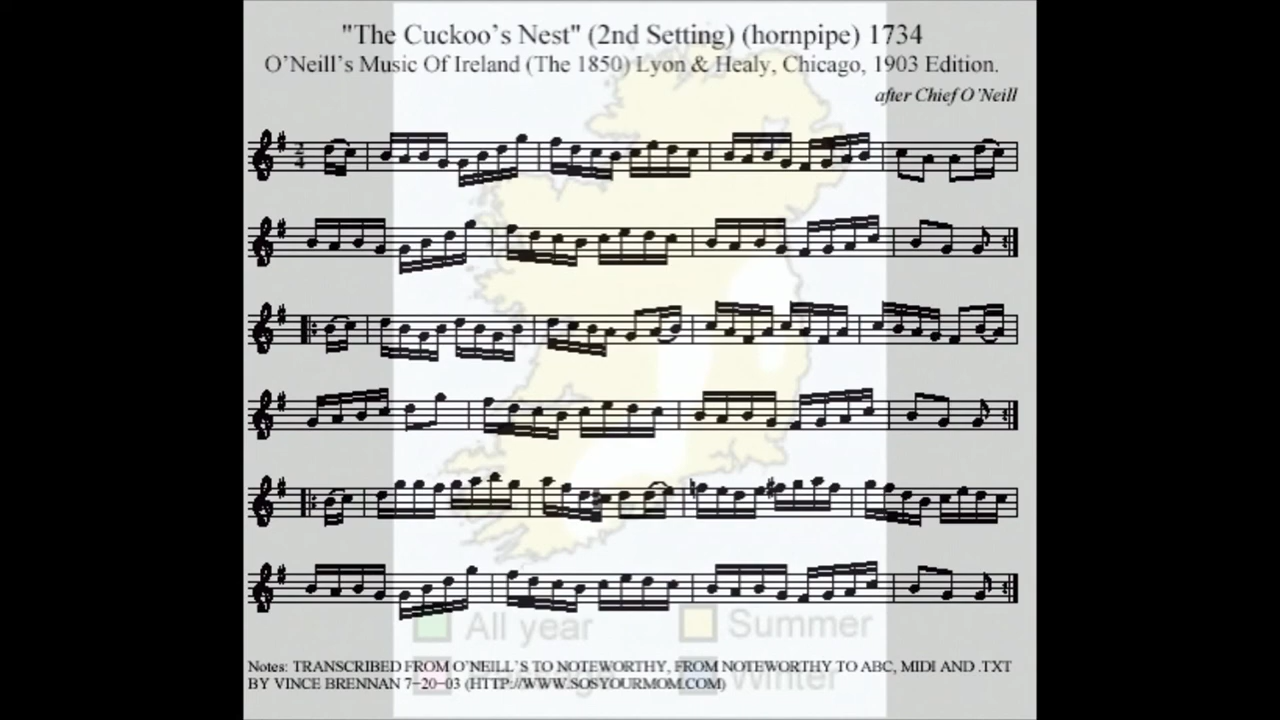 "The Cuckoo's Nest" (2nd Setting) (hornpipe) 1734
O'Neill's Music Of Ireland (The 1850) Lyon & Healy, Chicago, 1903 Edition.
after Chief O'Neill
2
4
All year
Summer
Winter
Notes: TRANSCRIBED FROM O'NEILL'S TO NOTEWORTHY, FROM NOTEWORTHY TO ABC, MIDI AND .TXT
BY VINCE BRENNAN 7-20-03 (HTTP://WWW.SOSYOURMOM.COM)